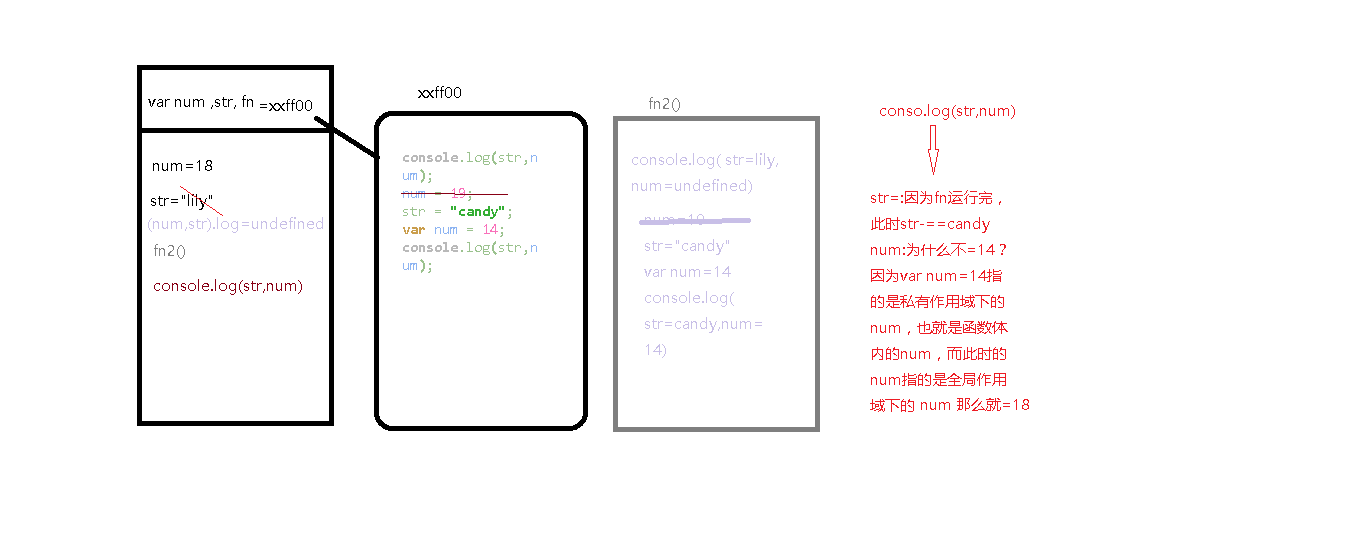 var num ,str, fn =xxff00
num=18
str="lily"
(num,str).log=undefined
fn2()
console.log(str,num)
xxff00
console.log(str,n
um);
num = 19;
str = "candy";
var num = 14;
console.log(str,n
um);
fn2()
console.log( str=lily,
num=undefined)
num=19
str="candy"
var num=14
console.log(
str=candy,num=
14)
conso.log(str,num)
str=:因为fn运行完，
此时str-==candy
num:为什么不=14？
因为var num=14指
的是私有作用域下的
num，也就是函数体
内的num，而此时的
num指的是全局作用
域下的 num 那么就=18